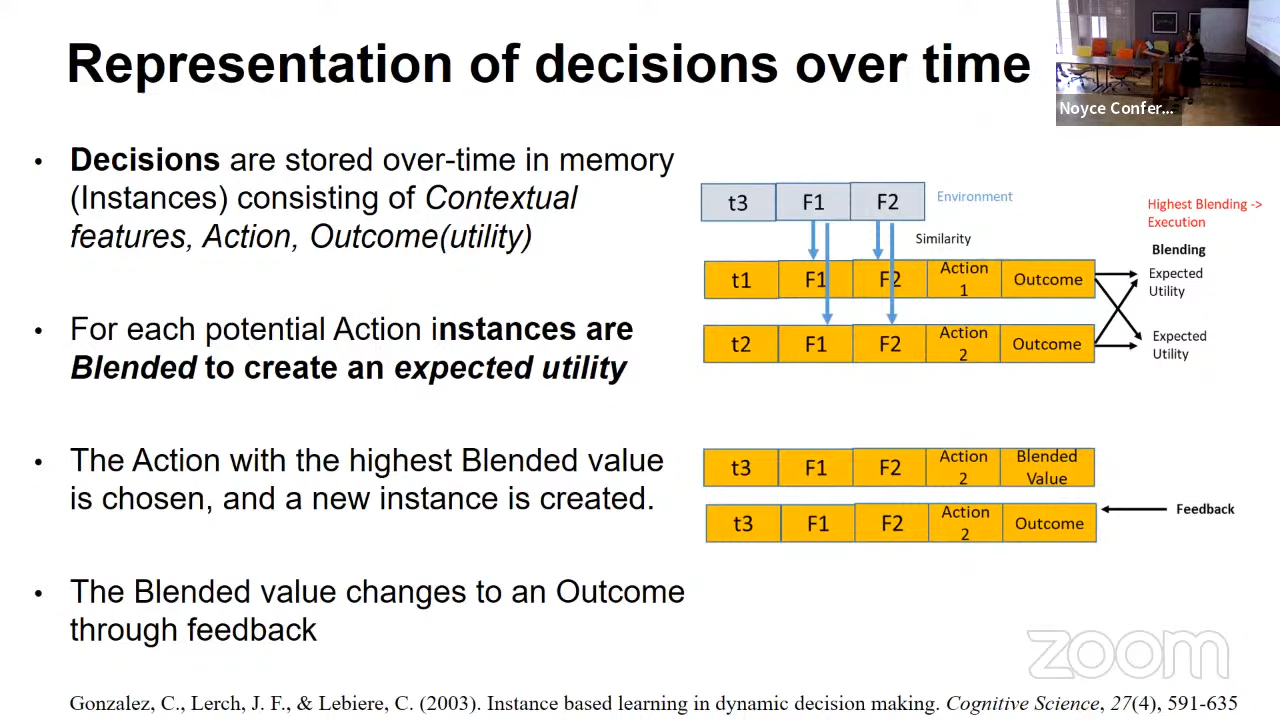 Representation of decisions over time
Noyce Confer...
• Decisions are stored over-time in memory
(Instances) consisting of Contextual
features, Action, Outcome(utility)
• For each potential Action instances are
Blended to create an expected utility
• The Action with the highest Blended value
is chosen, and a new instance is created.
• The Blended value changes to an Outcome
through feedback
t3 F1 F2 Environment
Similarity
Highest Blending ->
Execution
Blending
t1 F1 F2 Action 1 Outcome
Expected
Utility
t2 F1 F2 Action 2 Outcome
Expected
Utility
t3 F1 F2 Action 2 Blended Value
t3 F1 F2 Action 2 Outcome
Feedback
zoom
Gonzalez, C., Lerch, J. F., & Lebiere, C. (2003). Instance based learning in dynamic decision making. Cognitive Science, 27(4), 591-635